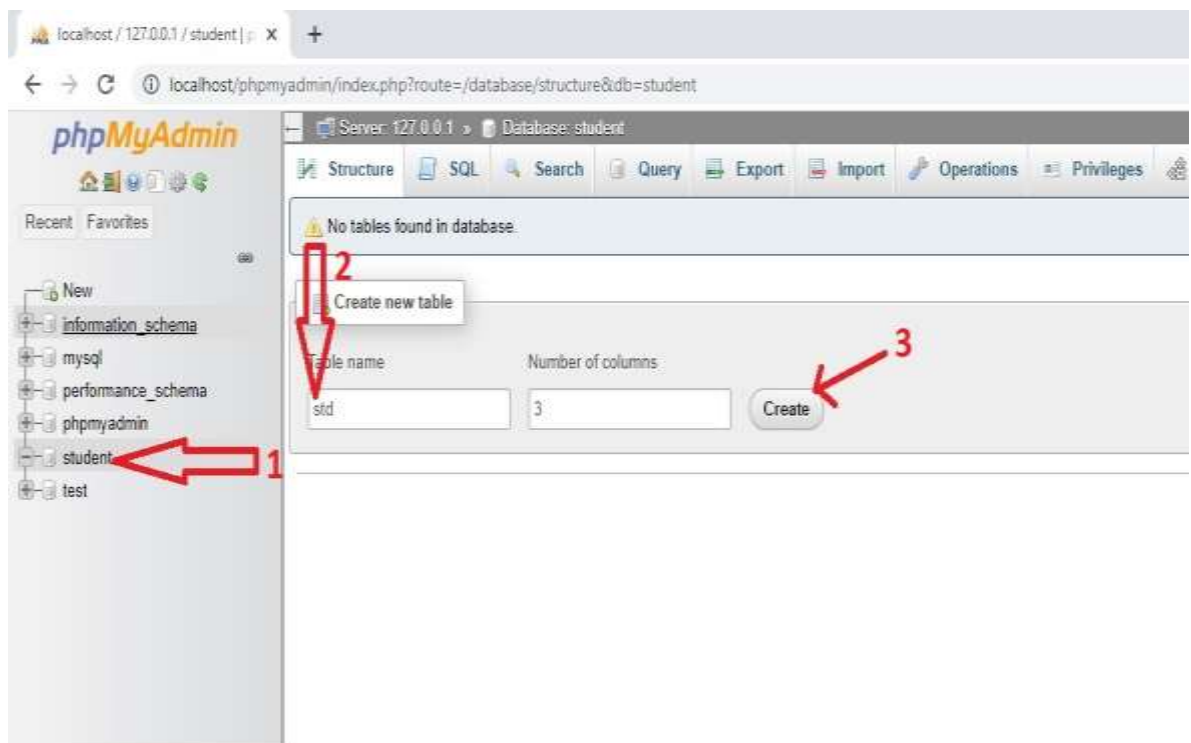 localhost / 127.0.0.1 / student | p
localhost/phpmyadmin/index.php?route=/database/structure&db=student
phpMyAdmin
Recent Favorites
New
information_schema
mysql
performance_schema
phpmyadmin
student
1
test
Server: 127.0.0.1 » Database: student
Structure SQL Search Query Export Import Operations Privileges
No tables found in database.
2
Create new table
Table name Number of columns
3
std 3 Create